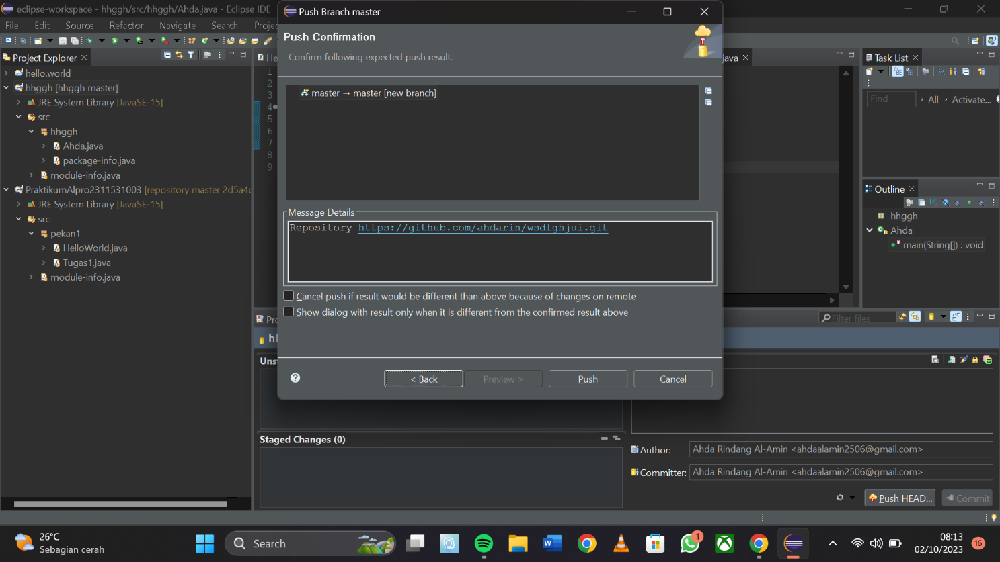 eclipse-workspace - hhggh/src/hhggh/Ahda.java - Eclipse IDE
File Edit Source Refactor Navigate Search Projec
Project Explorer
hello.world
hhggh [hhggh master]
JRE System Library [JavaSE-15]
src
hhggh
Ahda.java
package-info.java
module-info.java
PraktikumAlpro2311531003 [repository master 2d5a4c
JRE System Library [JavaSE-15]
src
pekan1
HelloWorld.java
Tugas1.java
module-info.java
He
1
2
3
4
5
6
7
8
9
Push Branch master
Push Confirmation
Confirm following expected push result.
master → master [new branch]
Message Details
Repository https://github.com/ahdarin/wsdfghjui.git
Cancel push if result would be different than above because of changes on remote
Show dialog with result only when it is different from the confirmed result above
< Back Preview > Push Cancel
java
Task List
Find All Activate...
Outline
hhggh
Ahda
main(String[]) : void
Pro
Filter files
hl
Uns
Staged Changes (0)
Author: Ahda Rindang Al-Amin <ahdaalamin2506@gmail.com>
Committer: Ahda Rindang Al-Amin <ahdaalamin2506@gmail.com>
Push HEAD... Commit
26°C
Sebagian cerah
Search
1
08:13
02/10/2023
16